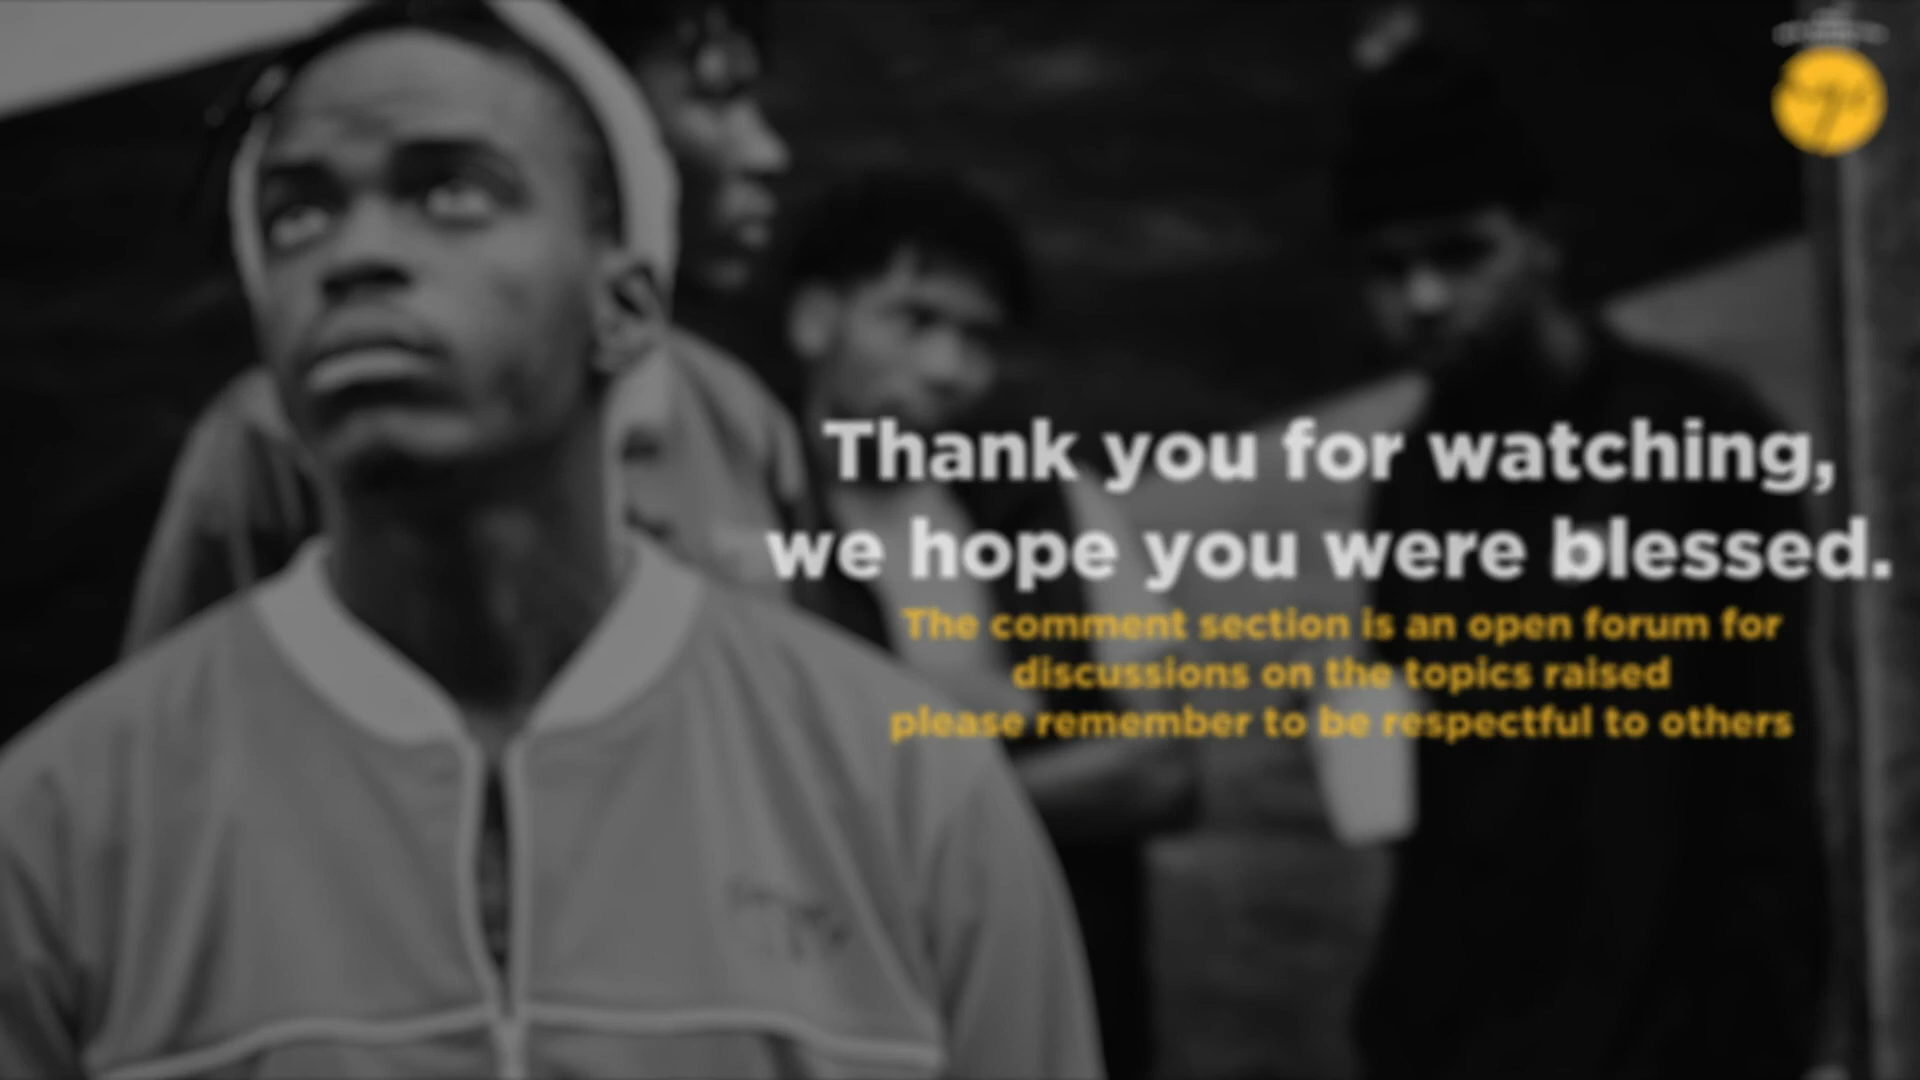 Thank you for watching,
we hope you were blessed.
The comment section is an open forum for
discussions on the topics raised
please remember to be respectful to others